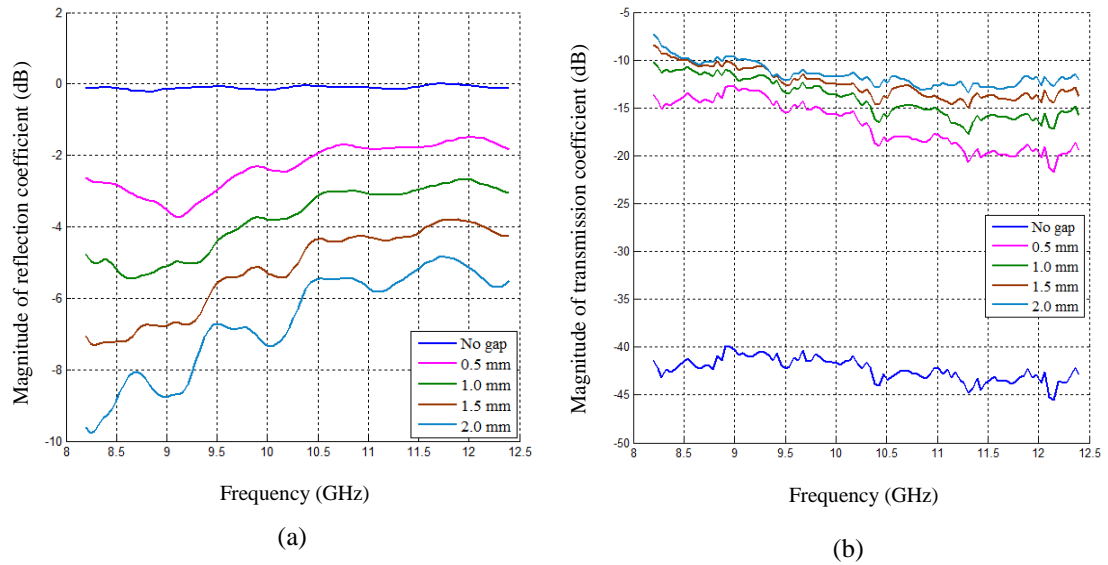 Magnitude of reflection coefficient (dB)
2
0
-2
-4
-6
-8
-10
8
8.5
9
9.5
10
10.5
11
11.5
12
12.5
No gap
0.5 mm
1.0 mm
1.5 mm
2.0 mm
Frequency (GHz)
(a)
Magnitude of transmission coefficient (dB)
-5
-10
-15
-20
-25
-30
-35
-40
-45
-50
8
8.5
9
9.5
10
10.5
11
11.5
12
12.5
No gap
0.5 mm
1.0 mm
1.5 mm
2.0 mm
Frequency (GHz)
(b)